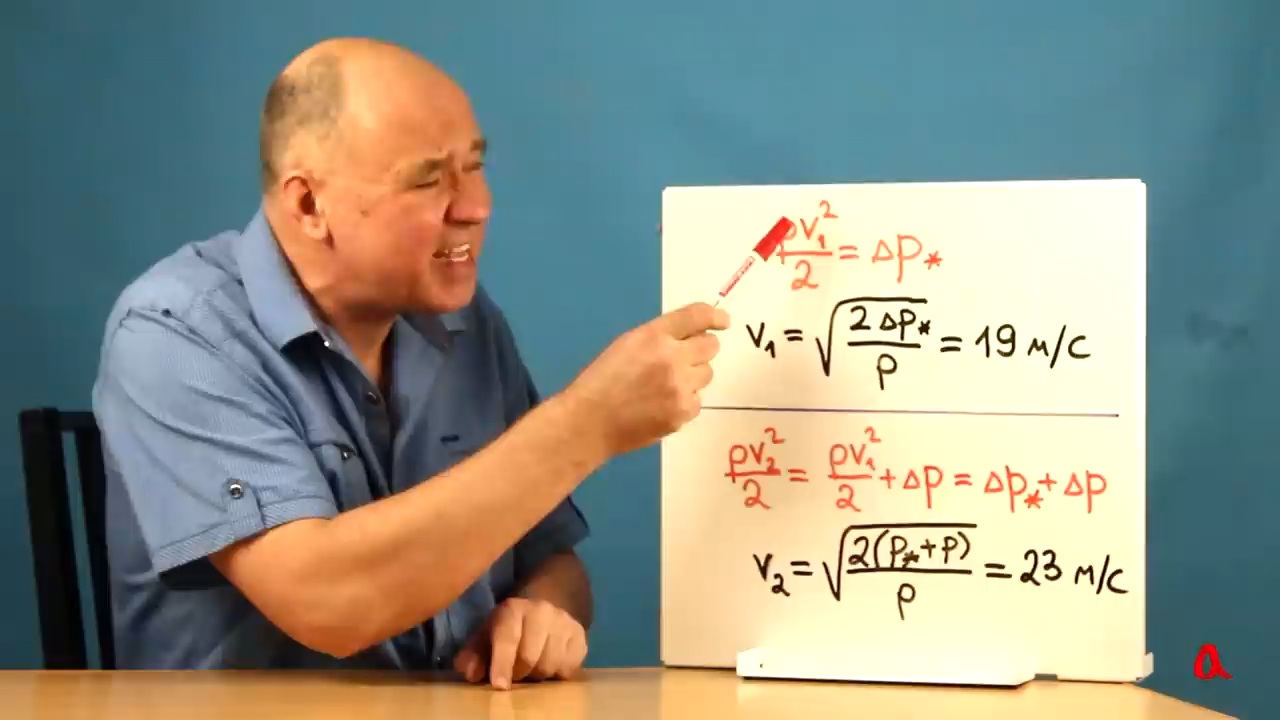 ρv₁²/2 = Δp*
v₁ = √(2Δp*/ρ) = 19 м/с
ρv₂²/2 = ρv₁²/2 + Δp = Δp* + Δp
v₂ = √(2(p*+p)/ρ) = 23 м/с
a